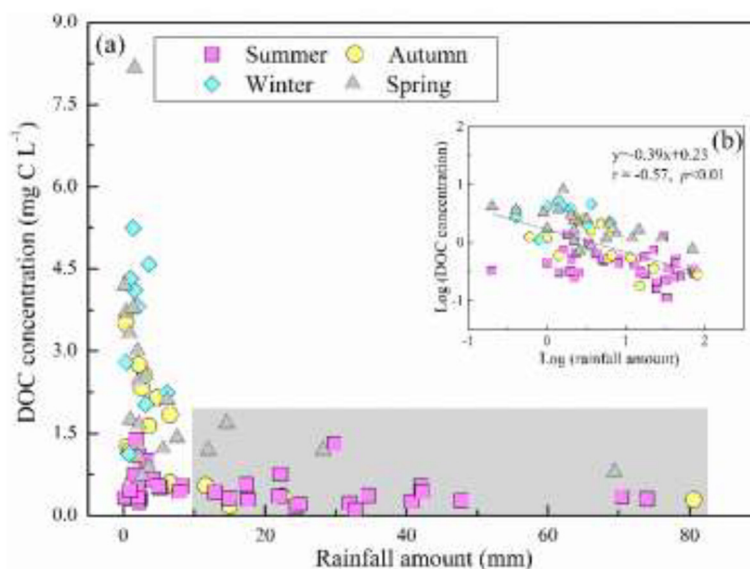 (a)
Summer
Autumn
Winter
Spring
DOC concentration (mg C L⁻¹)
9.0
7.5
6.0
4.5
3.0
1.5
0.0
0
20
40
60
80
Rainfall amount (mm)
(b)
y=-0.39x+0.23
r = -0.57, p<0.01
Log (DOC concentration)
2
1
0
-1
-1
0
1
2
Log (rainfall amount)